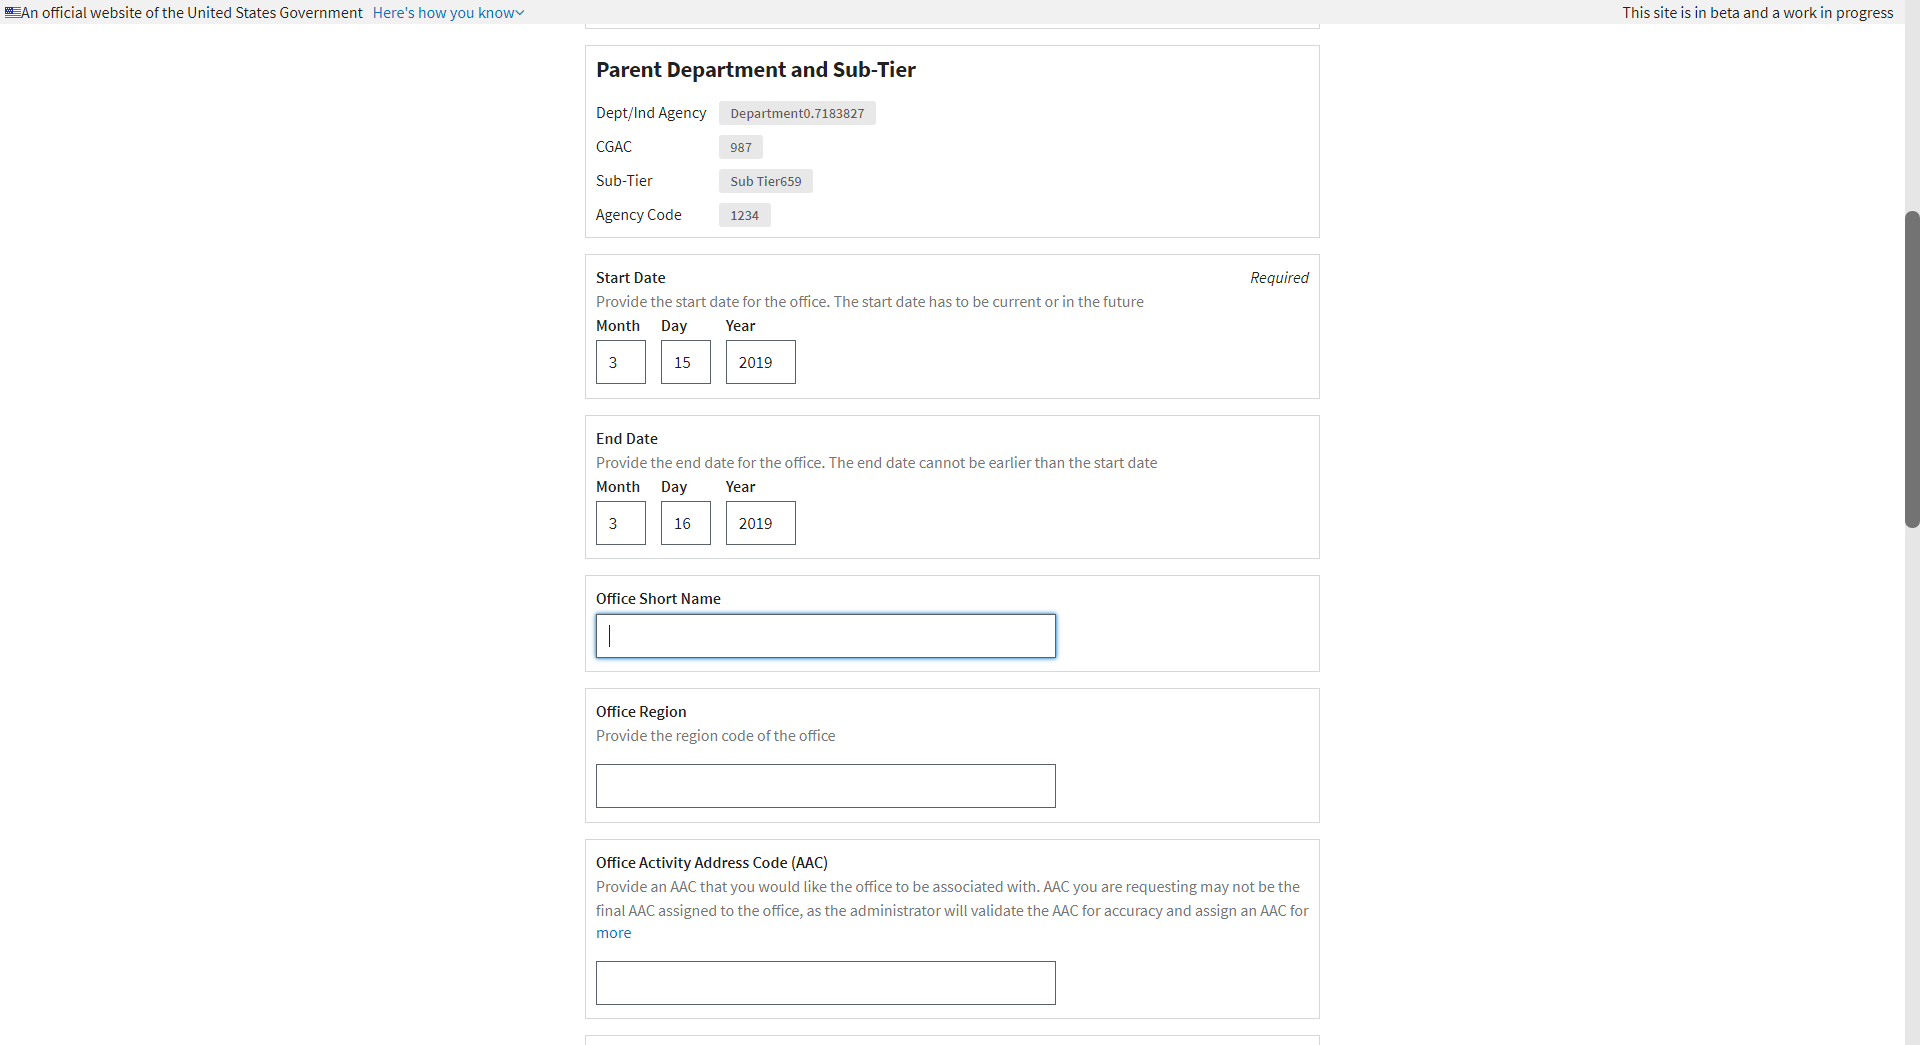 An official website of the United States Government Here's how you know
This site is in beta and a work in progress
Parent Department and Sub-Tier
Dept/Ind Agency Department0.7183827
CGAC 987
Sub-Tier Sub Tier659
Agency Code 1234
Start Date Required
Provide the start date for the office. The start date has to be current or in the future
Month Day Year
3 15 2019
End Date
Provide the end date for the office. The end date cannot be earlier than the start date
Month Day Year
3 16 2019
Office Short Name
Office Region
Provide the region code of the office
Office Activity Address Code (AAC)
Provide an AAC that you would like the office to be associated with. AAC you are requesting may not be the
final AAC assigned to the office, as the administrator will validate the AAC for accuracy and assign an AAC for
more